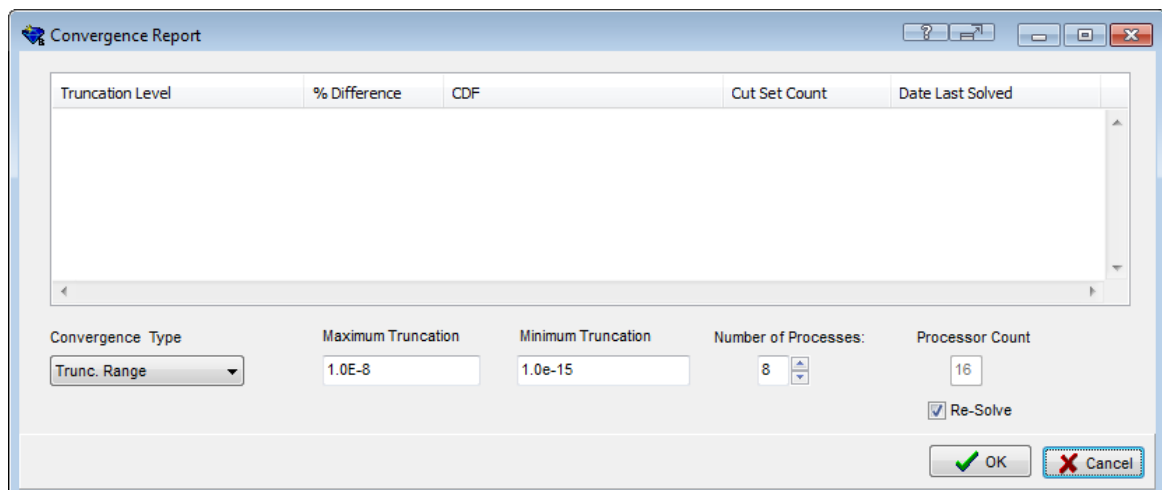 Convergence Report
Truncation Level % Difference CDF Cut Set Count Date Last Solved
Convergence Type Maximum Truncation Minimum Truncation Number of Processes: Processor Count
Trunc. Range 1.0E-8 1.0e-15 8 16
Re-Solve
OK Cancel